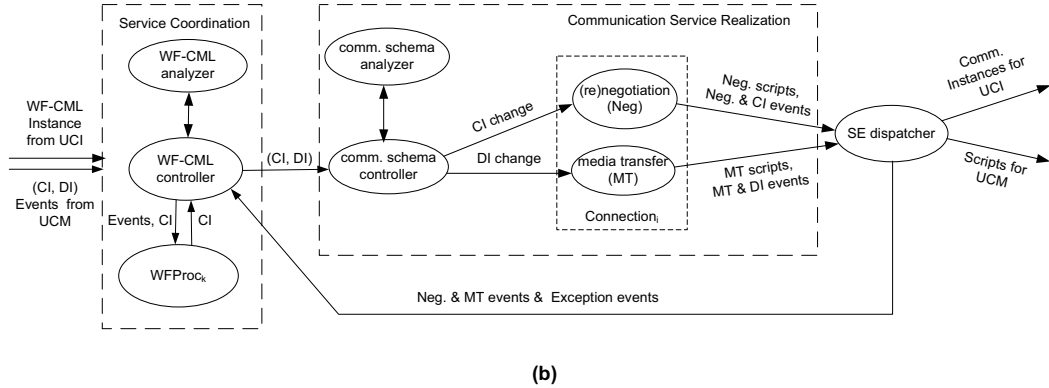 Service Coordination
Communication Service Realization
WF-CML
analyzer
comm. schema
analyzer
WF-CML
Instance
from UCI
(CI, DI)
Events from
UCM
WF-CML
controller
(CI, DI)
comm. schema
controller
CI change
DI change
(re)negotiation
(Neg)
media transfer
(MT)
Connectioni
Neg. scripts,
Neg. & CI events
MT scripts,
MT & DI events
SE dispatcher
Comm.
Instances for
UCI
Scripts for
UCM
Events, CI
CI
WFProck
Neg. & MT events & Exception events
(b)